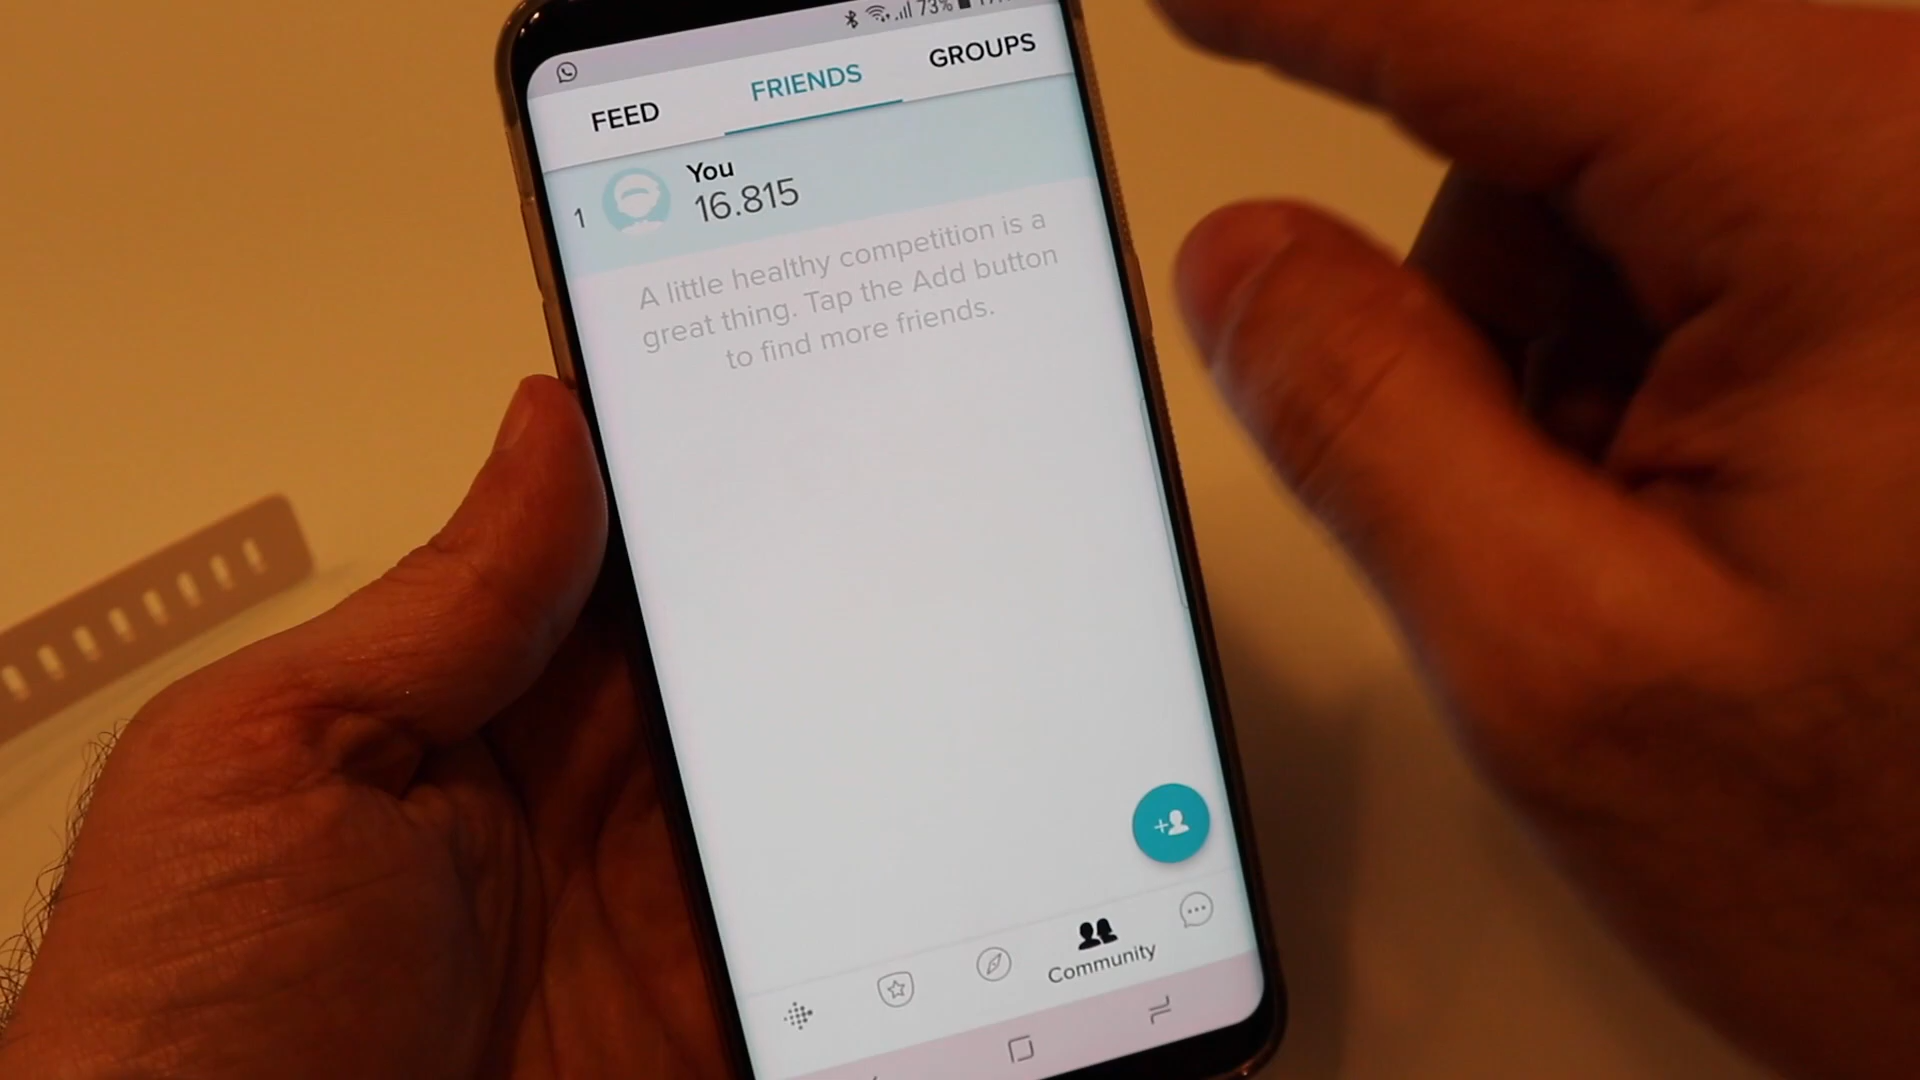 73%
FEED
FRIENDS
GROUPS
1
You
16.815
A little healthy competition is a
great thing. Tap the Add button
to find more friends.
Community